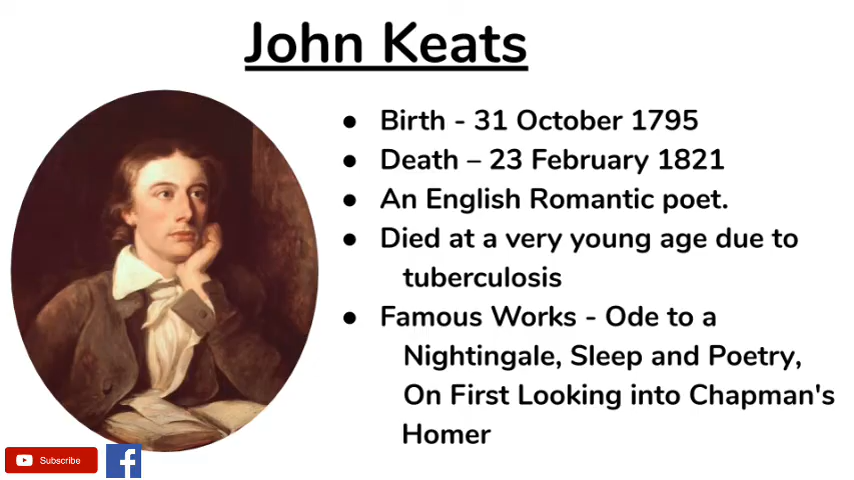 John Keats
● Birth - 31 October 1795
● Death – 23 February 1821
● An English Romantic poet.
● Died at a very young age due to
tuberculosis
● Famous Works - Ode to a
Nightingale, Sleep and Poetry,
On First Looking into Chapman's
Homer
Subscribe
f